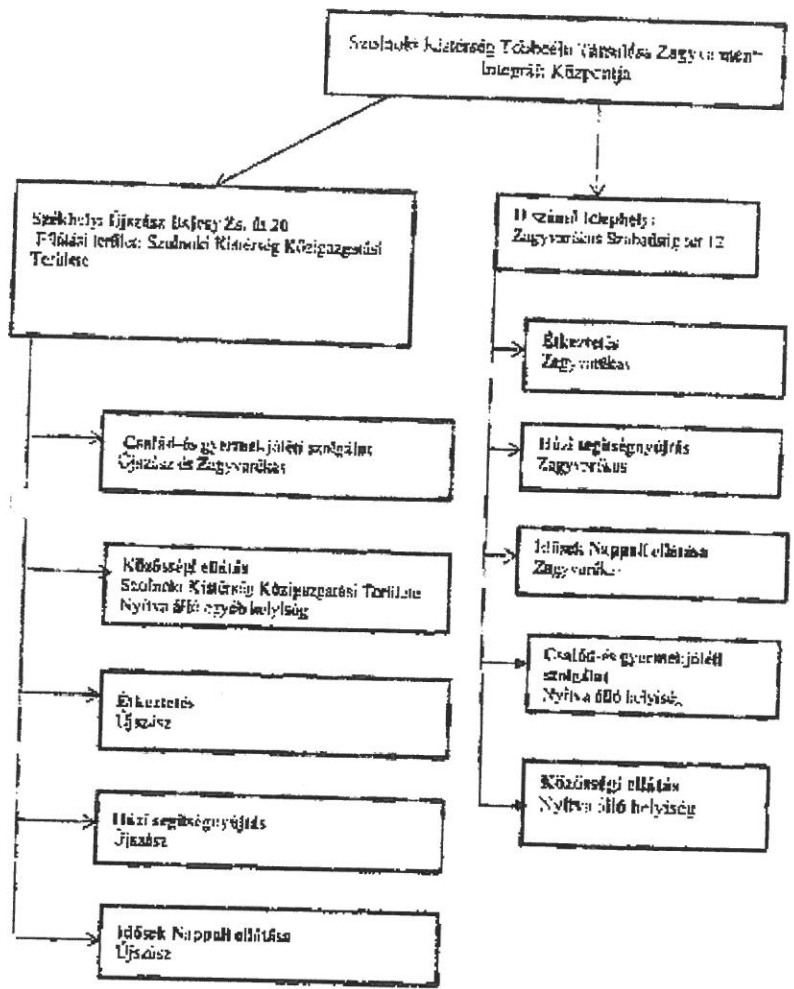 Szolnoki Kistérség Többcélú Társulása Zagyvamenti
Integrált Központja
Székhely: Újszász Bajcsy Zs. út 20
Ellátási terület: Szolnoki Kistérség Közigazgatási
Területe
Család-és gyermekjóléti szolgálat
Újszász és Zagyvarékas
Közösségi ellátás
Szolnoki Kistérség Közigazgatási Területe
Nyitva álló egyéb helyiség
Étkeztetés
Újszász
Házi segítségnyújtás
Újszász
Idősek Nappali ellátása
Újszász
számú telephely:
Zagyvarékas Szabadság tér 12
Étkeztetés
Zagyvarékas
Házi segítségnyújtás
Zagyvarékas
Idősek Nappali ellátása
Zagyvarékas
Család-és gyermekjóléti
szolgálat
Nyitva álló helyiség
Közösségi ellátás
Nyitva álló helyiség